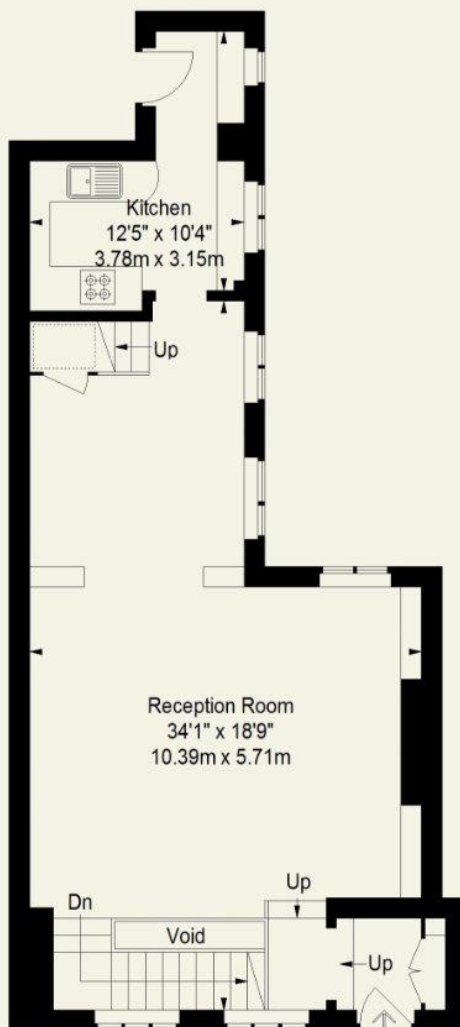 Kitchen
12'5" x 10'4"
3.78m x 3.15m
Up
Reception Room
34'1" x 18'9"
10.39m x 5.71m
Up
Dn
Void
Up